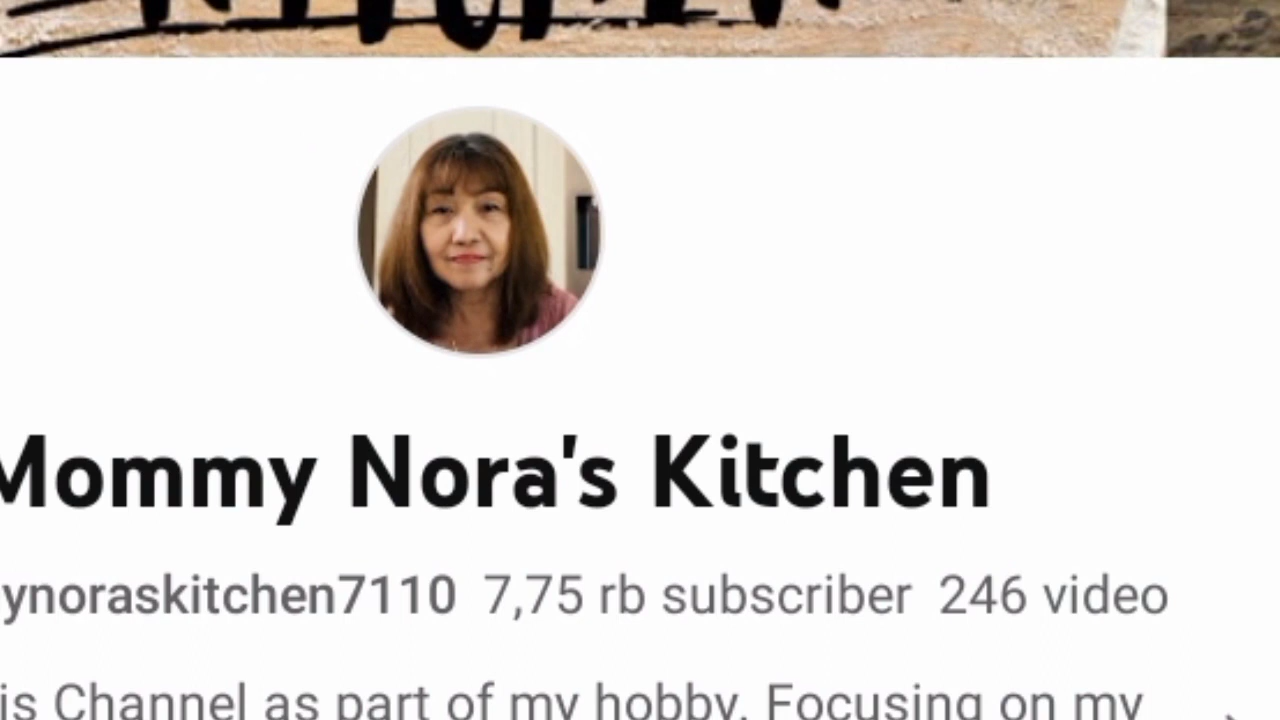 KITCHEN
Mommy Nora's Kitchen
ynoraskitchen7110 7,75 rb subscriber 246 video
is Channel as part of my hobby. Focusing on my